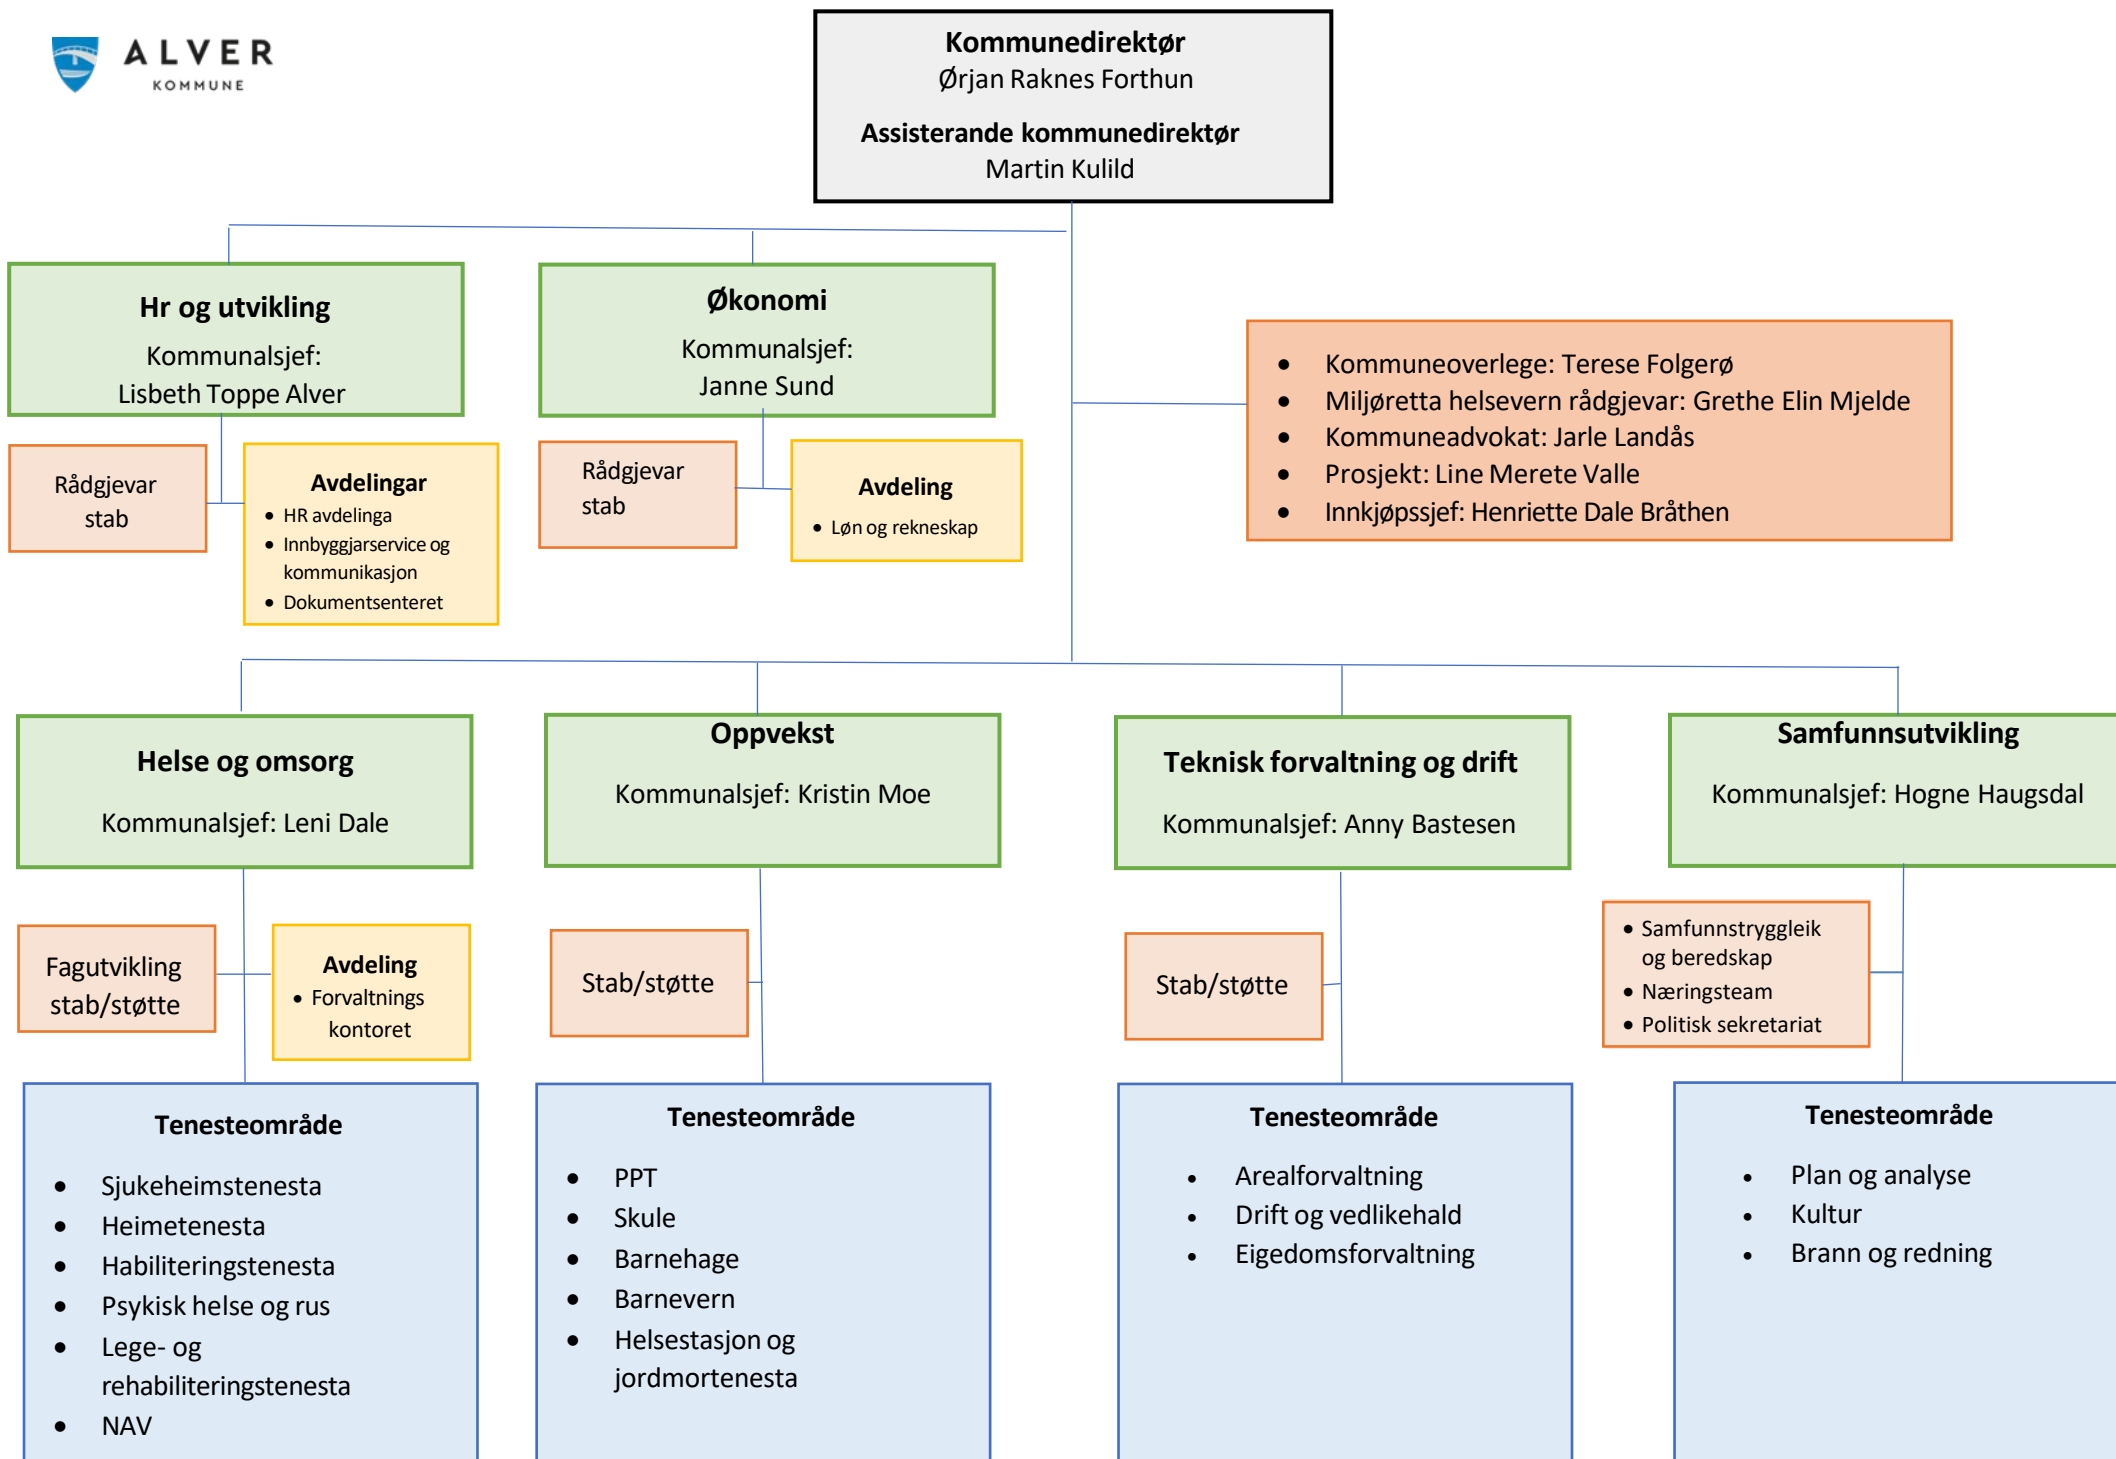 ALVER
KOMMUNE
Kommunedirektør
Ørjan Raknes Forthun
Assisterande kommunedirektør
Martin Kulild
Hr og utvikling
Kommunalsjef:
Lisbeth Toppe Alver
Økonomi
Kommunalsjef:
Janne Sund
• Kommuneoverlege: Terese Folgerø
• Miljøretta helsevern rådgjevar: Grethe Elin Mjelde
• Kommuneadvokat: Jarle Landås
• Prosjekt: Line Merete Valle
• Innkjøpssjef: Henriette Dale Bråthen
Rådgjevar
stab
Avdelingar
• HR avdelinga
• Innbyggjarservice og
kommunikasjon
• Dokumentsenteret
Rådgjevar
stab
Avdeling
• Løn og rekneskap
Helse og omsorg
Kommunalsjef: Leni Dale
Oppvekst
Kommunalsjef: Kristin Moe
Teknisk forvaltning og drift
Kommunalsjef: Anny Bastesen
Samfunnsutvikling
Kommunalsjef: Hogne Haugsdal
Fagutvikling
stab/støtte
Avdeling
• Forvaltnings
kontoret
Stab/støtte
Stab/støtte
• Samfunnstryggleik
og beredskap
• Næringsteam
• Politisk sekretariat
Tenesteområde
• Sjukeheimstenesta
• Heimetenesta
• Habiliteringstenesta
• Psykisk helse og rus
• Lege- og
rehabiliteringstenesta
• NAV
Tenesteområde
• PPT
• Skule
• Barnehage
• Barnevern
• Helsestasjon og
jordmortenesta
Tenesteområde
• Arealforvaltning
• Drift og vedlikehald
• Eigedomsforvaltning
Tenesteområde
• Plan og analyse
• Kultur
• Brann og redning